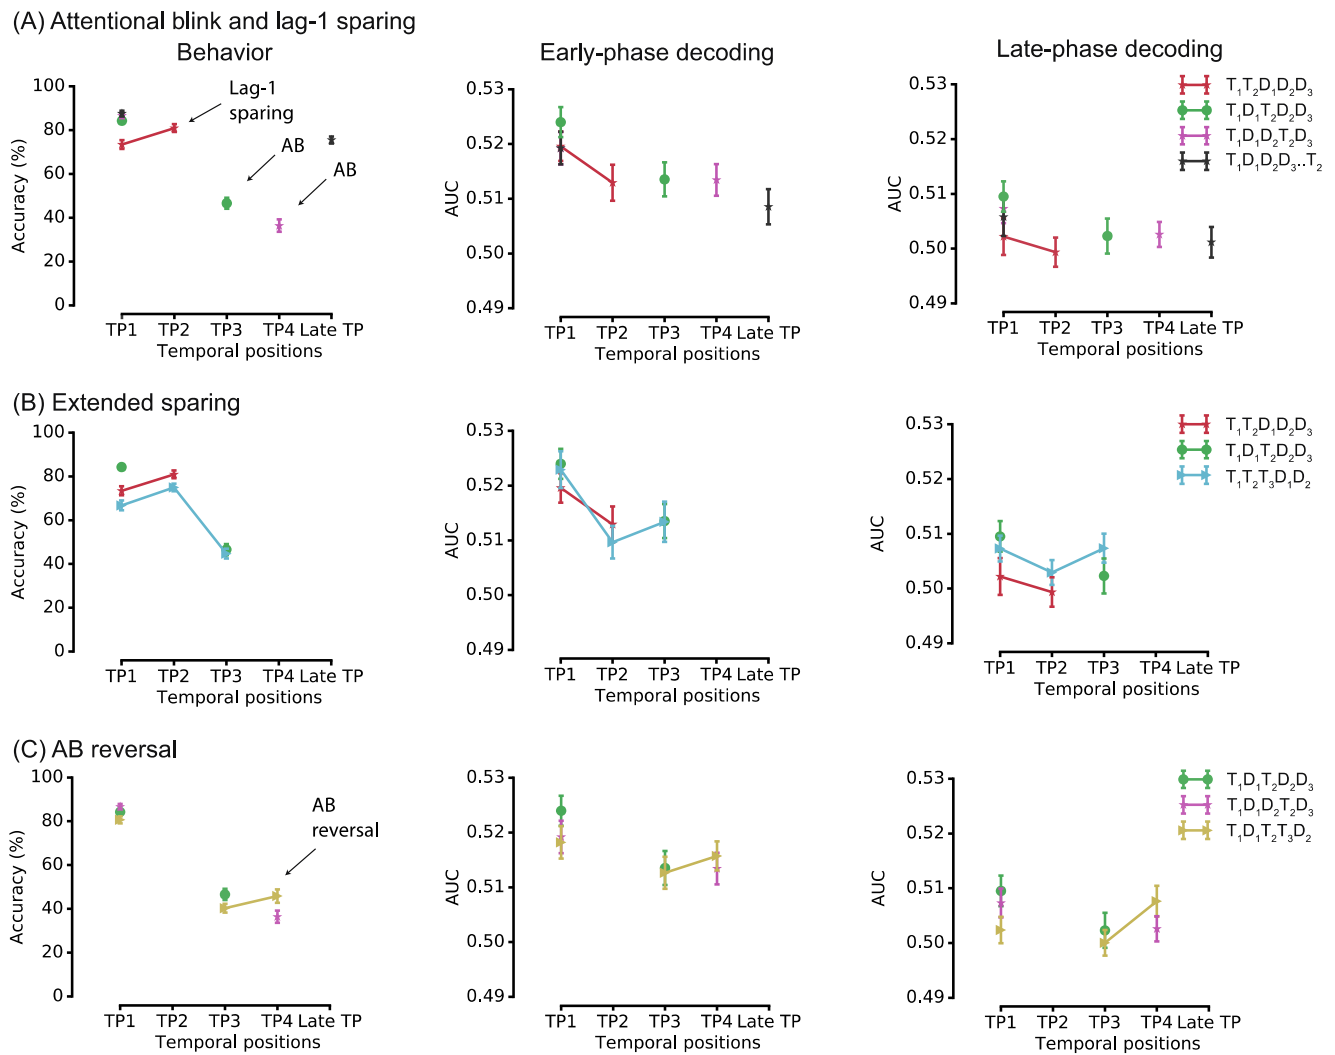 (A) Attentional blink and lag-1 sparing
Behavior
Early-phase decoding
Late-phase decoding
Accuracy (%)
100
80
60
40
20
0
Lag-1
sparing
AB
AB
TP1 TP2 TP3 TP4 Late TP
Temporal positions
AUC
0.53
0.52
0.51
0.50
0.49
TP1 TP2 TP3 TP4 Late TP
Temporal positions
AUC
0.53
0.52
0.51
0.50
0.49
TP1 TP2 TP3 TP4 Late TP
Temporal positions
T₁T₂D₁D₂D₃
T₁D₁T₂D₂D₃
T₁D₁D₂T₂D₃
T₁D₁D₂D₃..T₂
(B) Extended sparing
Accuracy (%)
100
80
60
40
20
0
TP1 TP2 TP3 TP4 Late TP
Temporal positions
AUC
0.53
0.52
0.51
0.50
0.49
TP1 TP2 TP3 TP4 Late TP
Temporal positions
AUC
0.53
0.52
0.51
0.50
0.49
TP1 TP2 TP3 TP4 Late TP
Temporal positions
T₁T₂D₁D₂D₃
T₁D₁T₂D₂D₃
T₁T₂T₃D₁D₂
(C) AB reversal
Accuracy (%)
100
80
60
40
20
0
AB
reversal
TP1 TP2 TP3 TP4 Late TP
Temporal positions
AUC
0.53
0.52
0.51
0.50
0.49
TP1 TP2 TP3 TP4 Late TP
Temporal positions
AUC
0.53
0.52
0.51
0.50
0.49
TP1 TP2 TP3 TP4 Late TP
Temporal positions
T₁D₁T₂D₂D₃
T₁D₁D₂T₂D₃
T₁D₁T₂T₃D₂